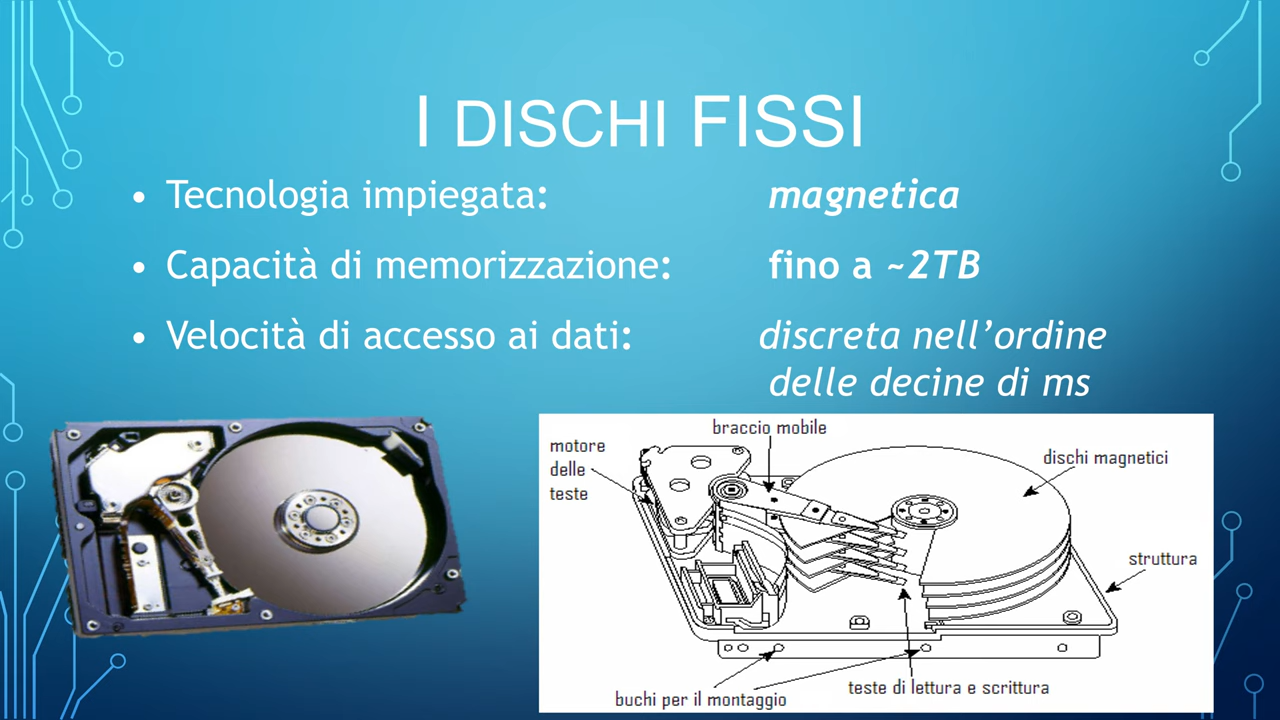 I DISCHI FISSI
• Tecnologia impiegata: magnetica
• Capacità di memorizzazione: fino a ~2TB
• Velocità di accesso ai dati: discreta nell’ordine
delle decine di ms
braccio mobile
motore
delle
teste
dischi magnetici
struttura
teste di lettura e scrittura
buchi per il montaggio